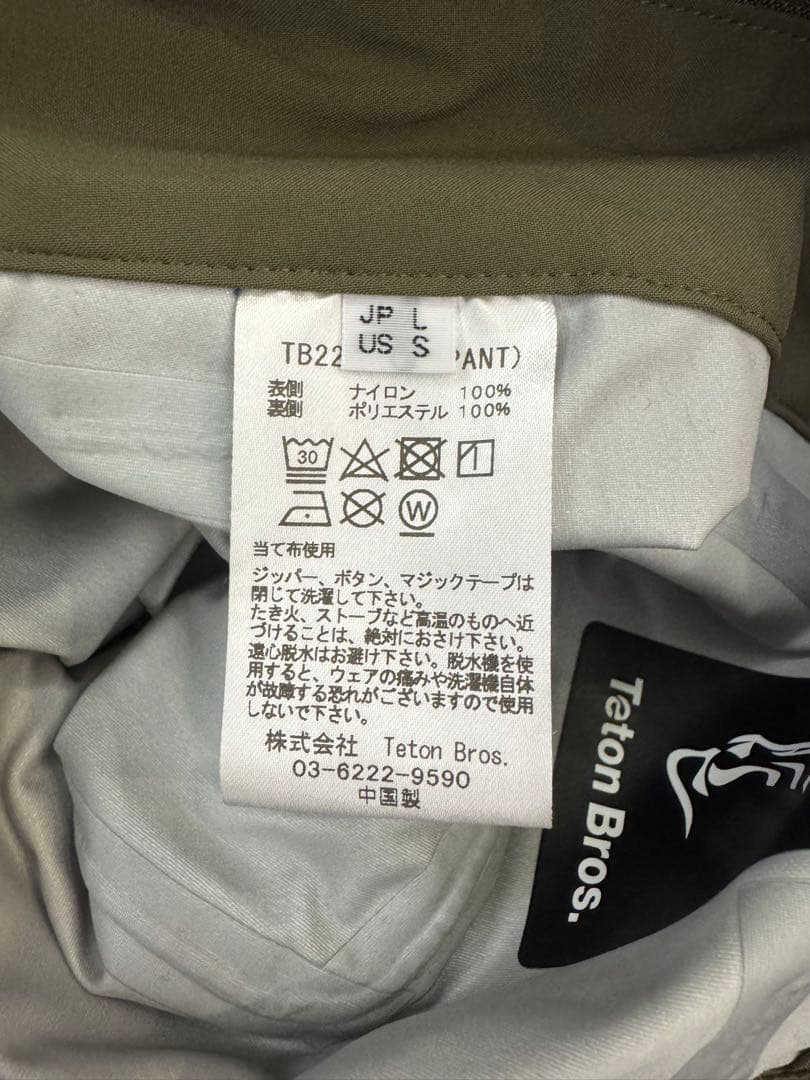 JP L
US S
TB22 PANT)
表側 ナイロン 100%
裏側 ポリエステル 100%
30
W
当て布使用
ジッパー、ボタン、マジックテープは
閉じて洗濯して下さい。
たき火、ストーブなど高温のものへ近
づけることは、絶対におさけ下さい。
遠心脱水はお避け下さい。脱水機を使
用すると、ウェアの痛みや洗濯機自体
が故障する恐れがございますので使用
しないで下さい。
株式会社 Teton Bros.
03-6222-9590
中国製
Teton Bros.